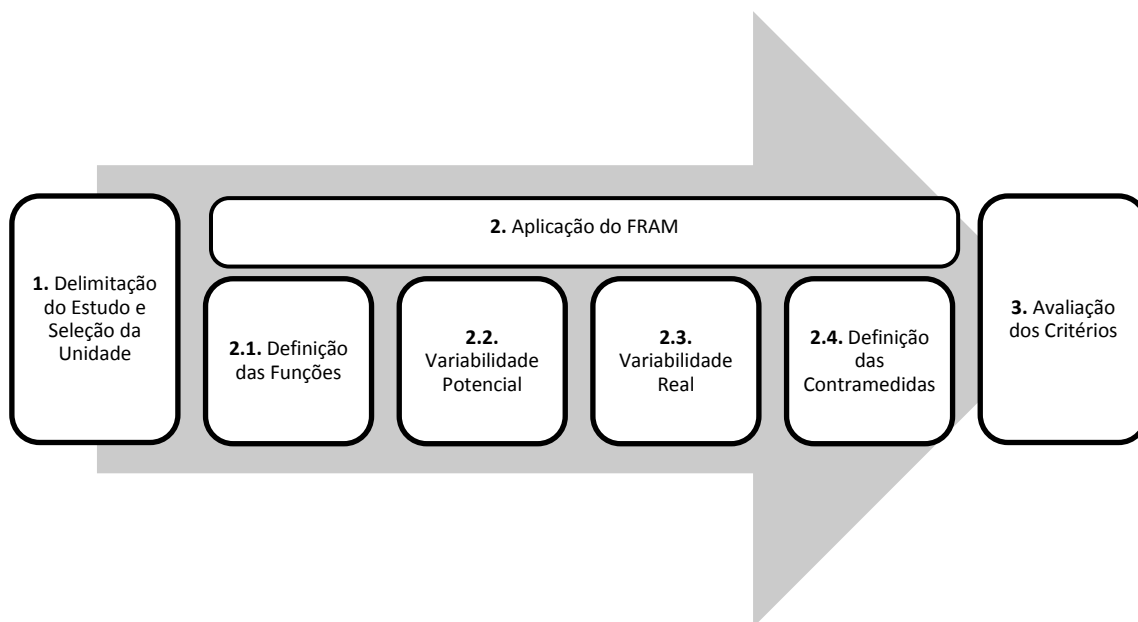 2. Aplicação do FRAM
1. Delimitação
do Estudo e
Seleção da
Unidade
2.1. Definição
das Funções
2.2.
Variabilidade
Potencial
2.3.
Variabilidade
Real
2.4. Definição
das
Contramedidas
3. Avaliação
dos Critérios